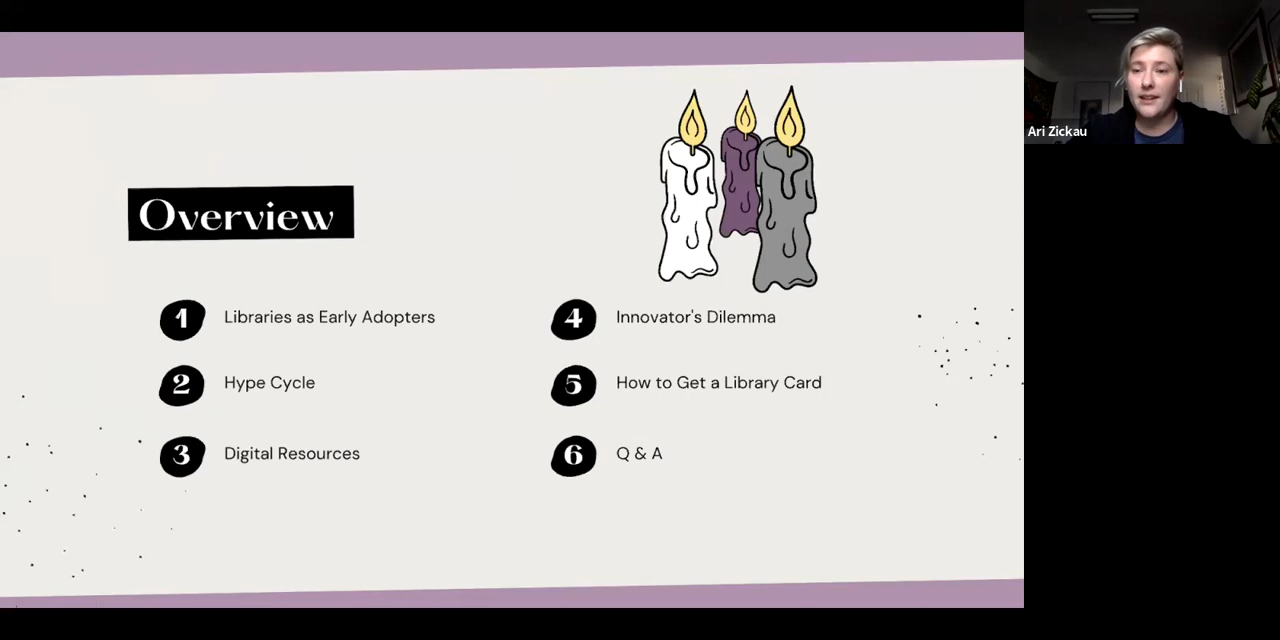 Overview
1 Libraries as Early Adopters
2 Hype Cycle
3 Digital Resources
4 Innovator's Dilemma
5 How to Get a Library Card
6 Q & A
Ari Zickau